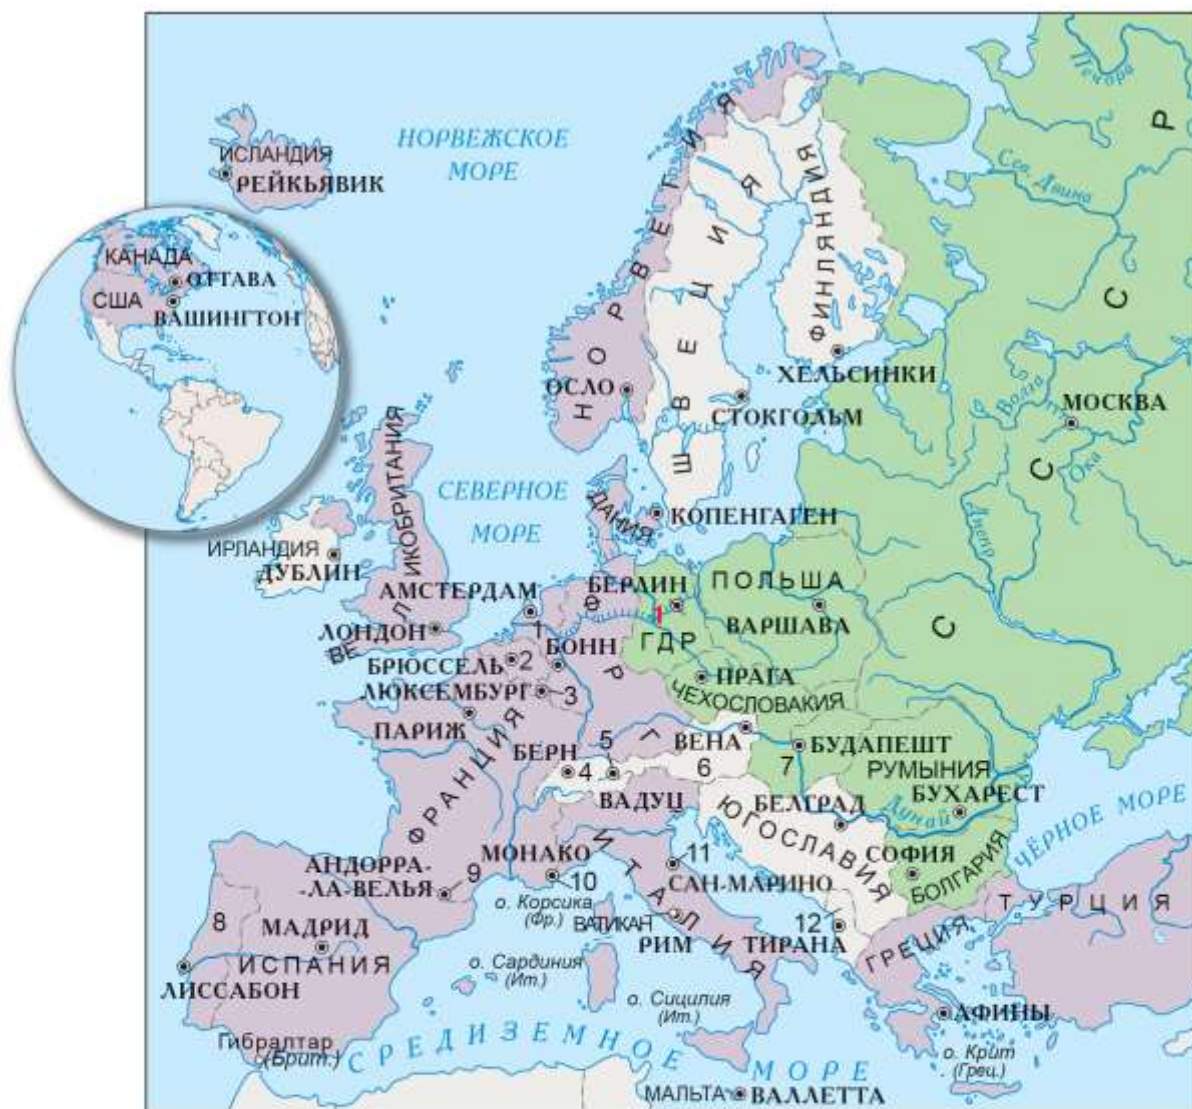 Печора
Р
НОРВЕЖСКОЕ
МОРЕ
ИСЛАНДИЯ
РЕЙКЬЯВИК
Сев. Двина
КАНАДА
ОТТАВА
США
ВАШИНГТОН
НОРВЕГИЯ
ШВЕЦИЯ
ФИНЛЯНДИЯ
С
ХЕЛЬСИНКИ
ОСЛО
СТОКГОЛЬМ
Волга
МОСКВА
С
Ока
СЕВЕРНОЕ
МОРЕ
ДАНИЯ
КОПЕНГАГЕН
Днепр
ВЕЛИКОБРИТАНИЯ
ИРЛАНДИЯ
ДУБЛИН
АМСТЕРДАМ
БЕРЛИН
ПОЛЬША
1
ЛОНДОН
1
ФРГ
ГДР
ВАРШАВА
С
БОНН
БРЮССЕЛЬ
2
ПРАГА
ЛЮКСЕМБУРГ
3
ЧЕХОСЛОВАКИЯ
ПАРИЖ
ФРАНЦИЯ
БЕРН
5
ВЕНА
БУДАПЕШТ
4
6
7
РУМЫНИЯ
ВАДУЦ
БЕЛГРАД
Дунай
БУХАРЕСТ
ЧЁРНОЕ МОРЕ
ЮГОСЛАВИЯ
ИТАЛИЯ
МОНАКО
11
СОФИЯ
БОЛГАРИЯ
АНДОРРА-
-ЛА-ВЕЛЬЯ
9
10
САН-МАРИНО
о. Корсика
(Фр.)
ВАТИКАН
РИМ
12
ТИРАНА
ГРЕЦИЯ
ТУРЦИЯ
8
МАДРИД
ИСПАНИЯ
ЛИССАБОН
о. Сардиния
(Ит.)
о. Сицилия
(Ит.)
АФИНЫ
Гибралтар
(Брит.)
СРЕДИЗЕМНОЕ
МОРЕ
о. Крит
(Грец.)
МАЛЬТА
ВАЛЛЕТТА